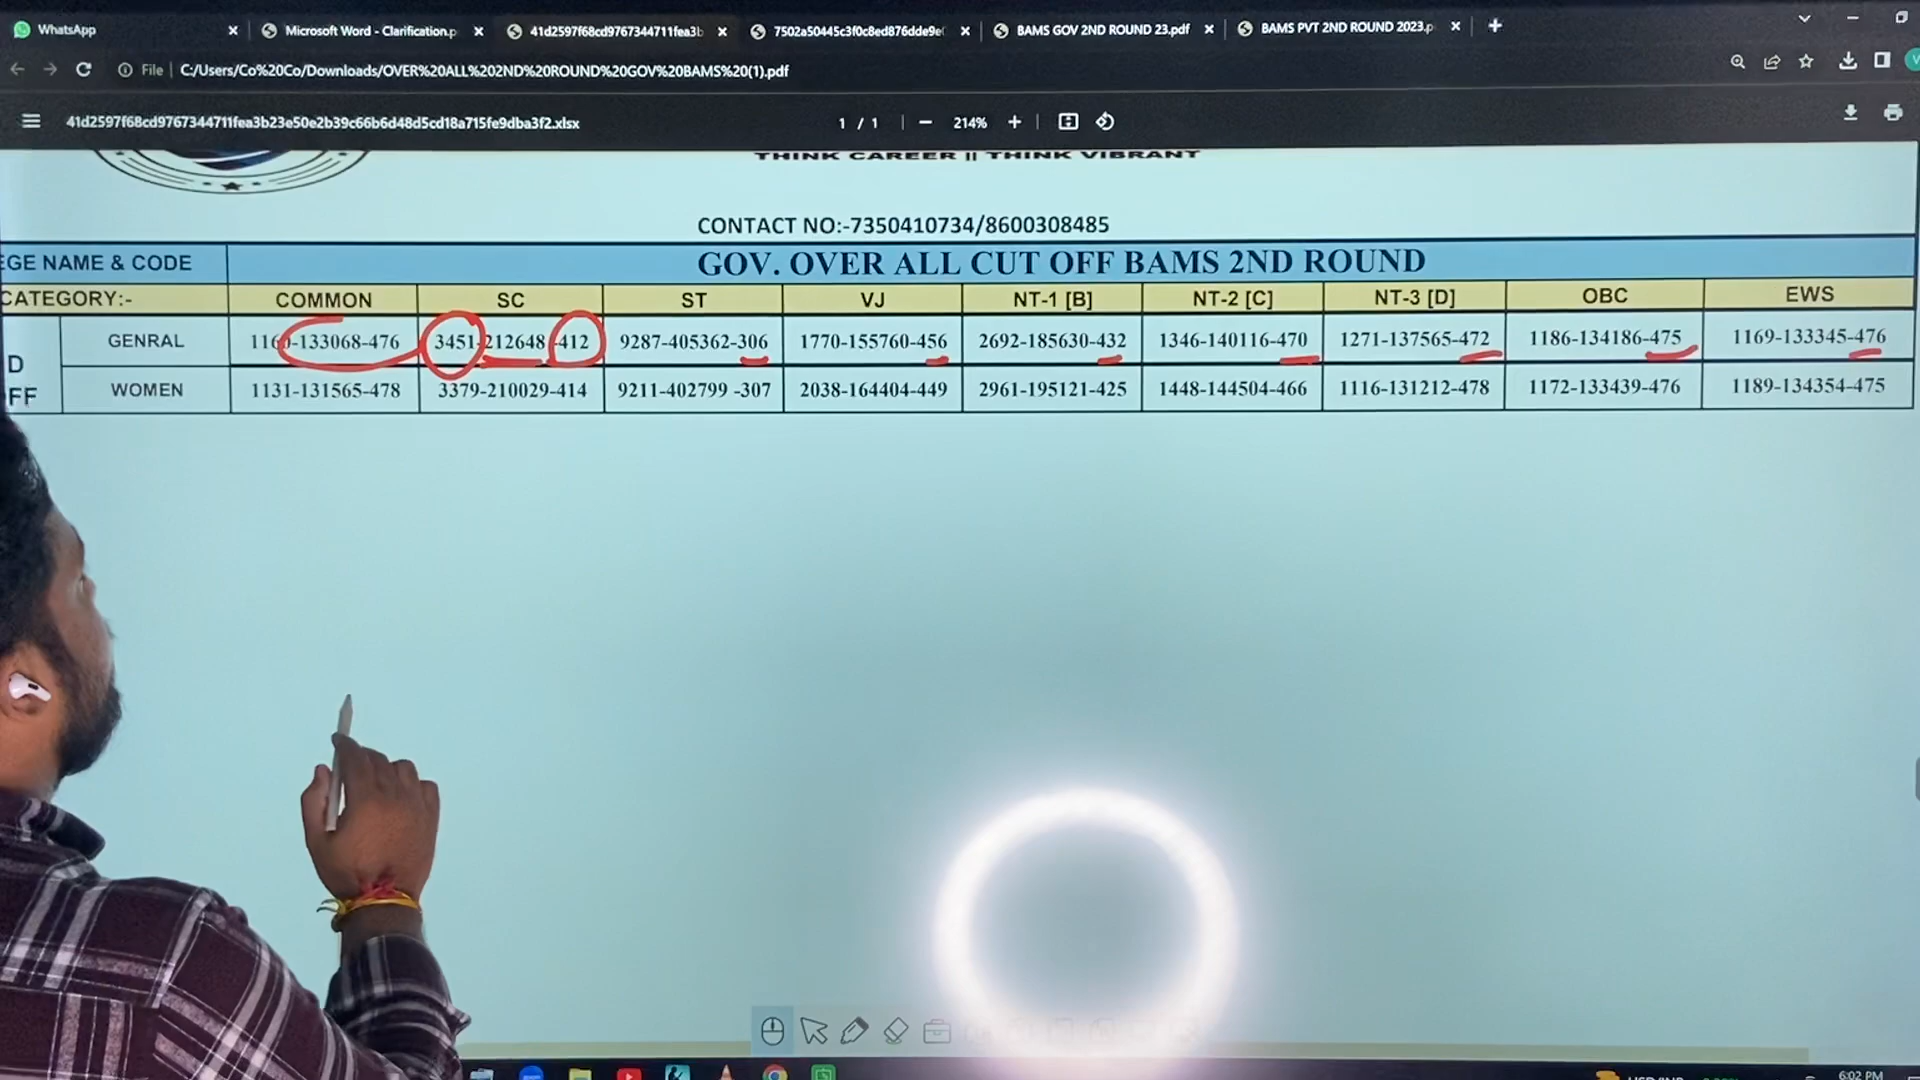 WhatsApp
Microsoft Word - Clarification.p
41d2597f68cd9767344711fea3b
7502a50445c3f0c8ed876dde9e
BAMS GOV 2ND ROUND 23.pdf
BAMS PVT 2ND ROUND 2023.p
File | C:/Users/Co%20Co/Downloads/OVER%20ALL%202ND%20ROUND%20GOV%20BAMS%20(1).pdf
41d2597f68cd9767344711fea3b23e50e2b39c66b6d48d5cd18a715fe9dba3f2.xlsx
1 / 1
214%
THINK CAREER || THINK VIBRANT
CONTACT NO:-7350410734/8600308485
EGE NAME & CODE GOV. OVER ALL CUT OFF BAMS 2ND ROUND
CATEGORY:- COMMON SC ST VJ NT-1 [B] NT-2 [C] NT-3 [D] OBC EWS
GENRAL 1160-133068-476 3451-212648 -412 9287-405362-306 1770-155760-456 2692-185630-432 1346-140116-470 1271-137565-472 1186-134186-475 1169-133345-476
D
FF
WOMEN 1131-131565-478 3379-210029-414 9211-402799 -307 2038-164404-449 2961-195121-425 1448-144504-466 1116-131212-478 1172-133439-476 1189-134354-475
6:02 PM